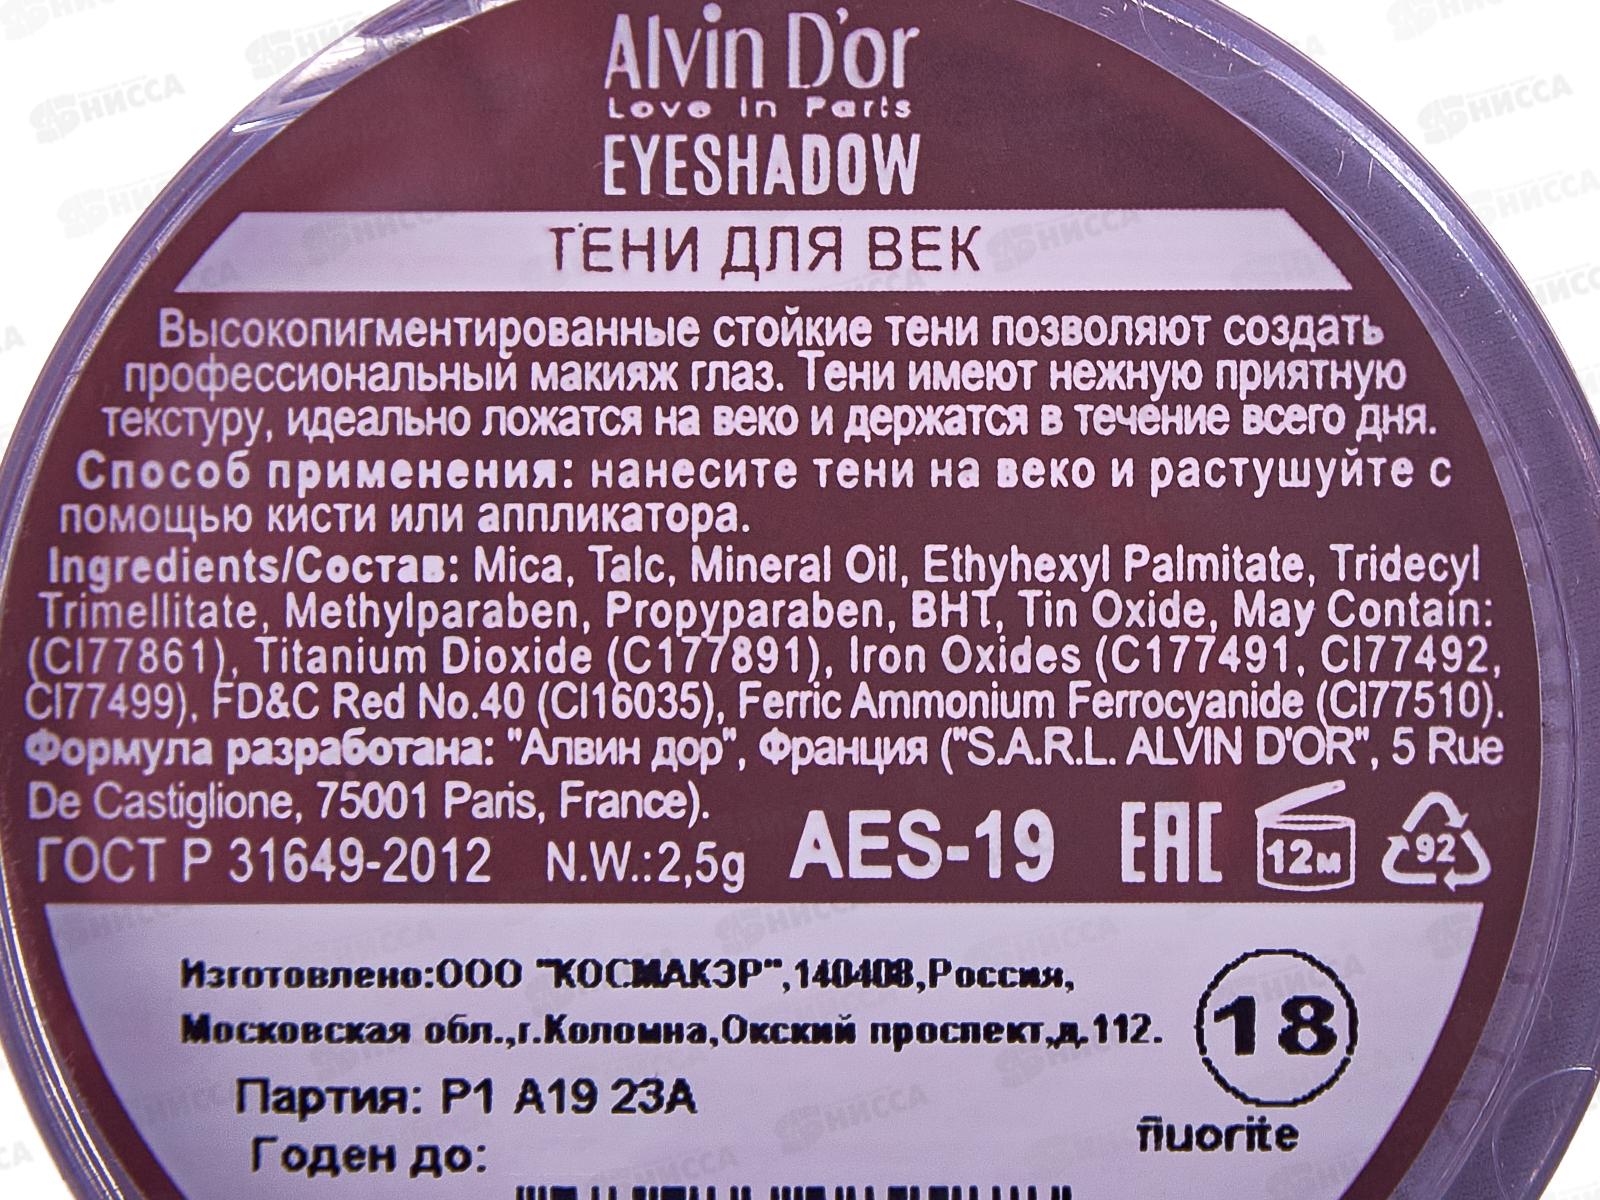 Alvin D'or
Love in Paris
EYESHADOW
ТЕНИ ДЛЯ ВЕК
Высокопигментированные стойкие тени позволяют создать
профессиональный макияж глаз. Тени имеют нежную приятную
текстуру, идеально ложатся на веко и держатся в течение всего дня.
Способ применения: нанесите тени на веко и растушуйте с
помощью кисти или аппликатора.
Ingredients/Состав: Mica, Talc, Mineral Oil, Ethyhexyl Palmitate, Tridecyl
Trimellitate, Methylparaben, Propyparaben, BHT, Tin Oxide, May Contain:
(CI77861), Titanium Dioxide (C177891), Iron Oxides (C177491, CI77492,
CI77499), FD&C Red No.40 (CI16035), Ferric Ammonium Ferrocyanide (CI77510).
Формула разработана: "Алвин дор", Франция ("S.A.R.L. ALVIN D'OR", 5 Rue
De Castiglione, 75001 Paris, France).
ГОСТ Р 31649-2012 N.W.:2,5g AES-19 EAC 12м 92
Изготовлено:ООО "КОСМАКЭР",140408,Россия,
Московская обл.,г.Коломна,Окский проспект,д.112.
18
fluorite
Партия: P1 A19 23A
Годен до:
НИССА